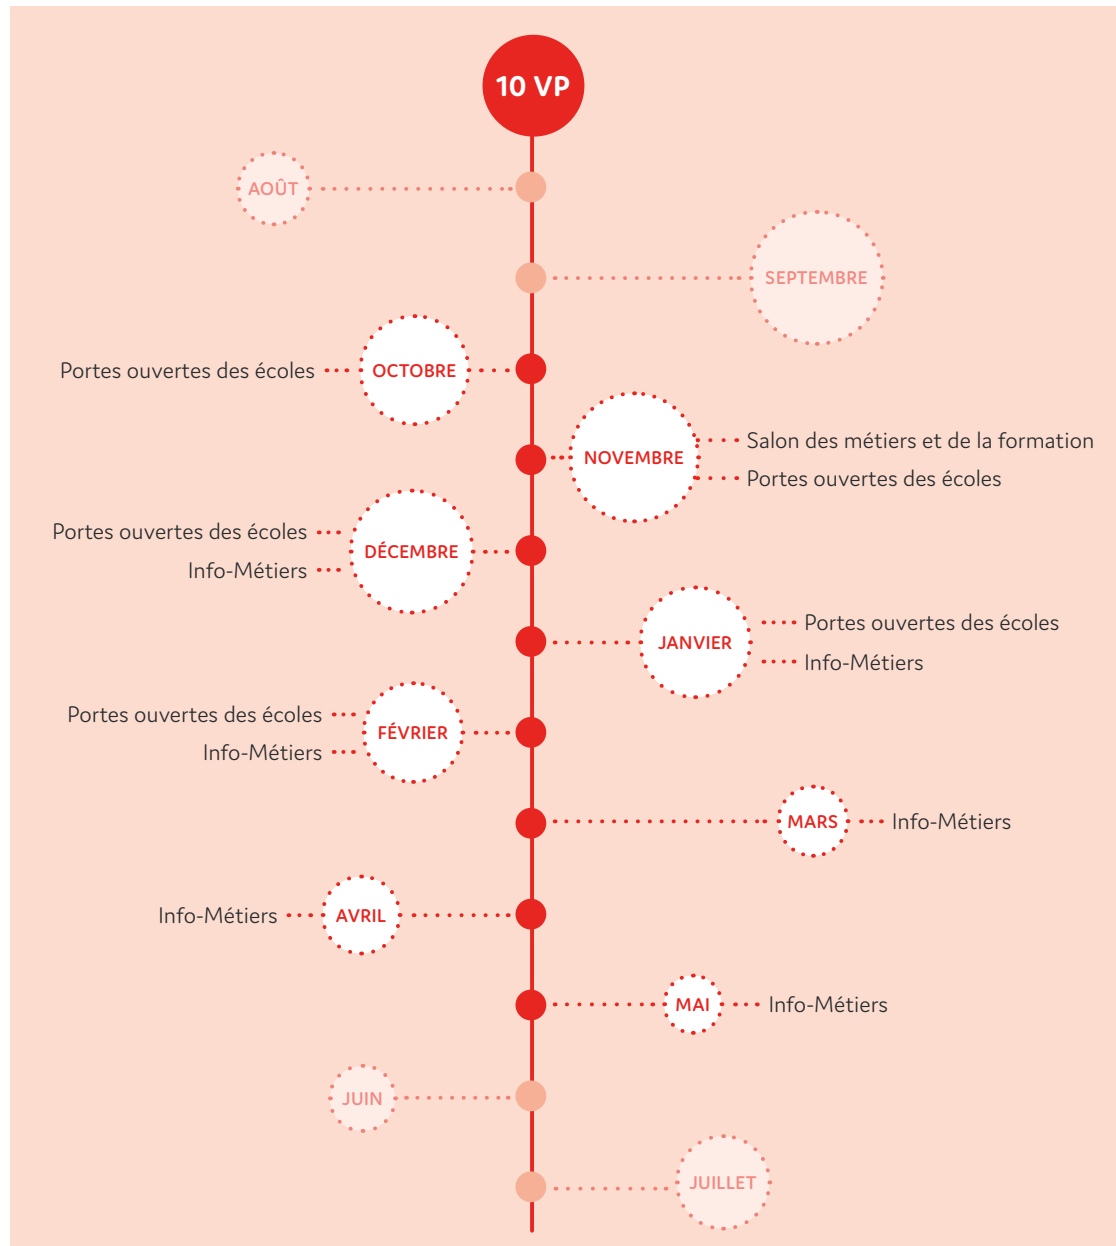 10 VP
AOÛT
SEPTEMBRE
Portes ouvertes des écoles
OCTOBRE
NOVEMBRE
Salon des métiers et de la formation
Portes ouvertes des écoles
Portes ouvertes des écoles
Info-Métiers
DÉCEMBRE
JANVIER
Portes ouvertes des écoles
Info-Métiers
Portes ouvertes des écoles
Info-Métiers
FÉVRIER
MARS
Info-Métiers
Info-Métiers
AVRIL
MAI
Info-Métiers
JUIN
JUILLET